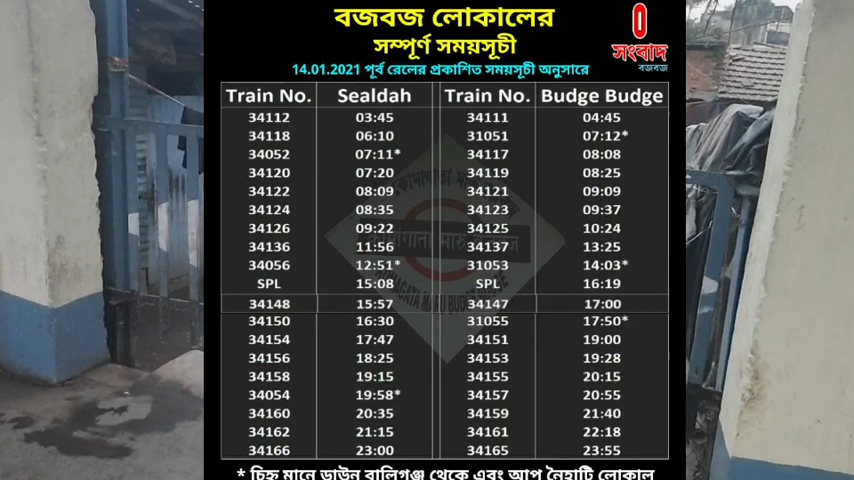 বজবজ লোকালের
সম্পূর্ণ সময়সূচী
14.01.2021 পূর্ব রেলের প্রকাশিত সময়সূচী অনুসারে
সংবাদ
বজবজ
Train No. Sealdah Train No. Budge Budge
34112 03:45 34111 04:45
34118 06:10 31051 07:12*
34052 07:11* 34117 08:08
34120 07:20 34119 08:25
34122 08:09 34121 09:09
34124 08:35 34123 09:37
34126 09:22 34125 10:24
34136 11:56 34137 13:25
34056 12:51* 31053 14:03*
SPL 15:08 SPL 16:19
34148 15:57 34147 17:00
34150 16:30 31055 17:50*
34154 17:47 34151 19:00
34156 18:25 34153 19:28
34158 19:15 34155 20:15
34054 19:58* 34157 20:55
34160 20:35 34159 21:40
34162 21:15 34161 22:18
34166 23:00 34165 23:55
* চিহ্ন মানে ডাউন বালিগঞ্জ থেকে এবং আপ নৈহাটি লোকাল